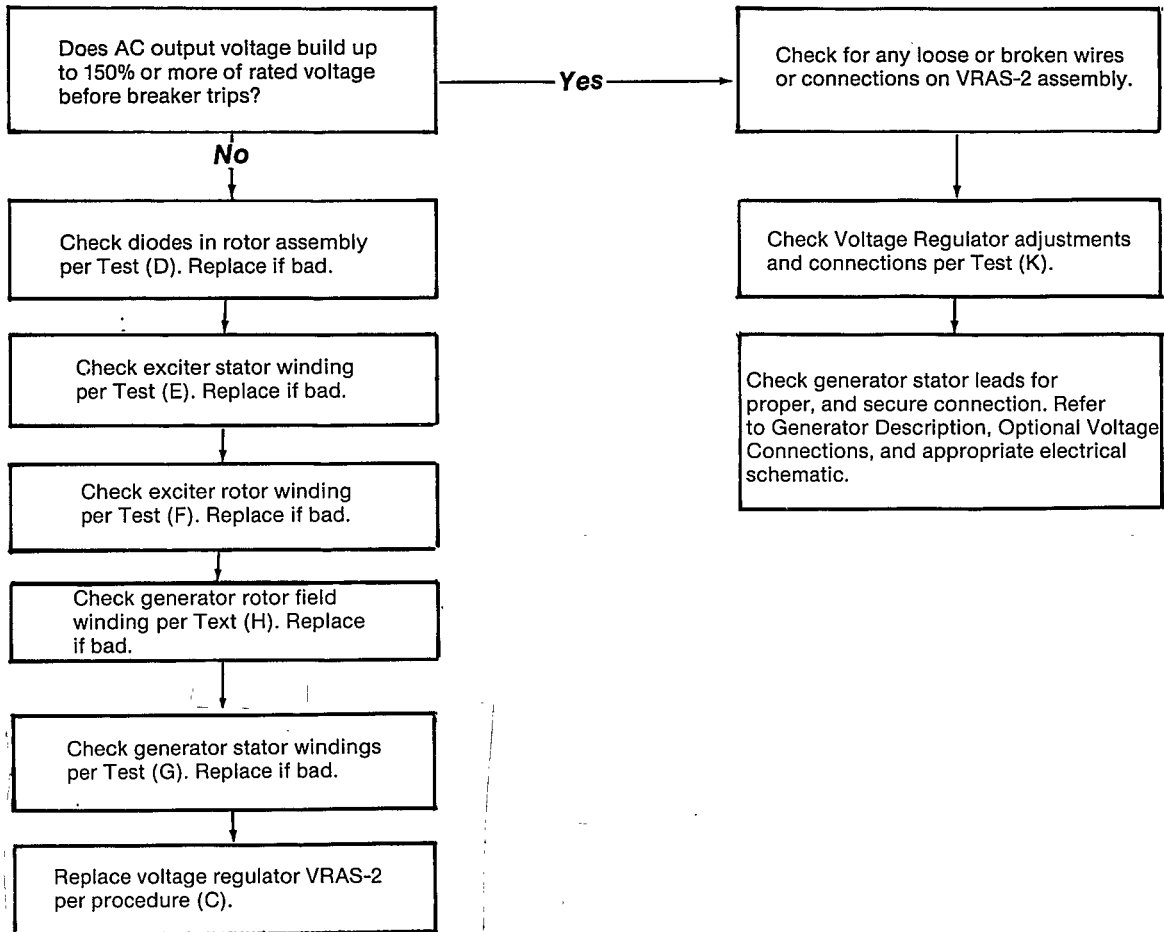 Does AC output voltage build up
to 150% or more of rated voltage
before breaker trips?
Yes
Check for any loose or broken wires
or connections on VRAS-2 assembly.
No
Check diodes in rotor assembly
per Test (D). Replace if bad.
Check Voltage Regulator adjustments
and connections per Test (K).
Check exciter stator winding
per Test (E). Replace if bad.
Check generator stator leads for
proper, and secure connection. Refer
to Generator Description, Optional Voltage
Connections, and appropriate electrical
schematic.
Check exciter rotor winding
per Test (F). Replace if bad.
Check generator rotor field
winding per Text (H). Replace
if bad.
Check generator stator windings
per Test (G). Replace if bad.
Replace voltage regulator VRAS-2
per procedure (C).